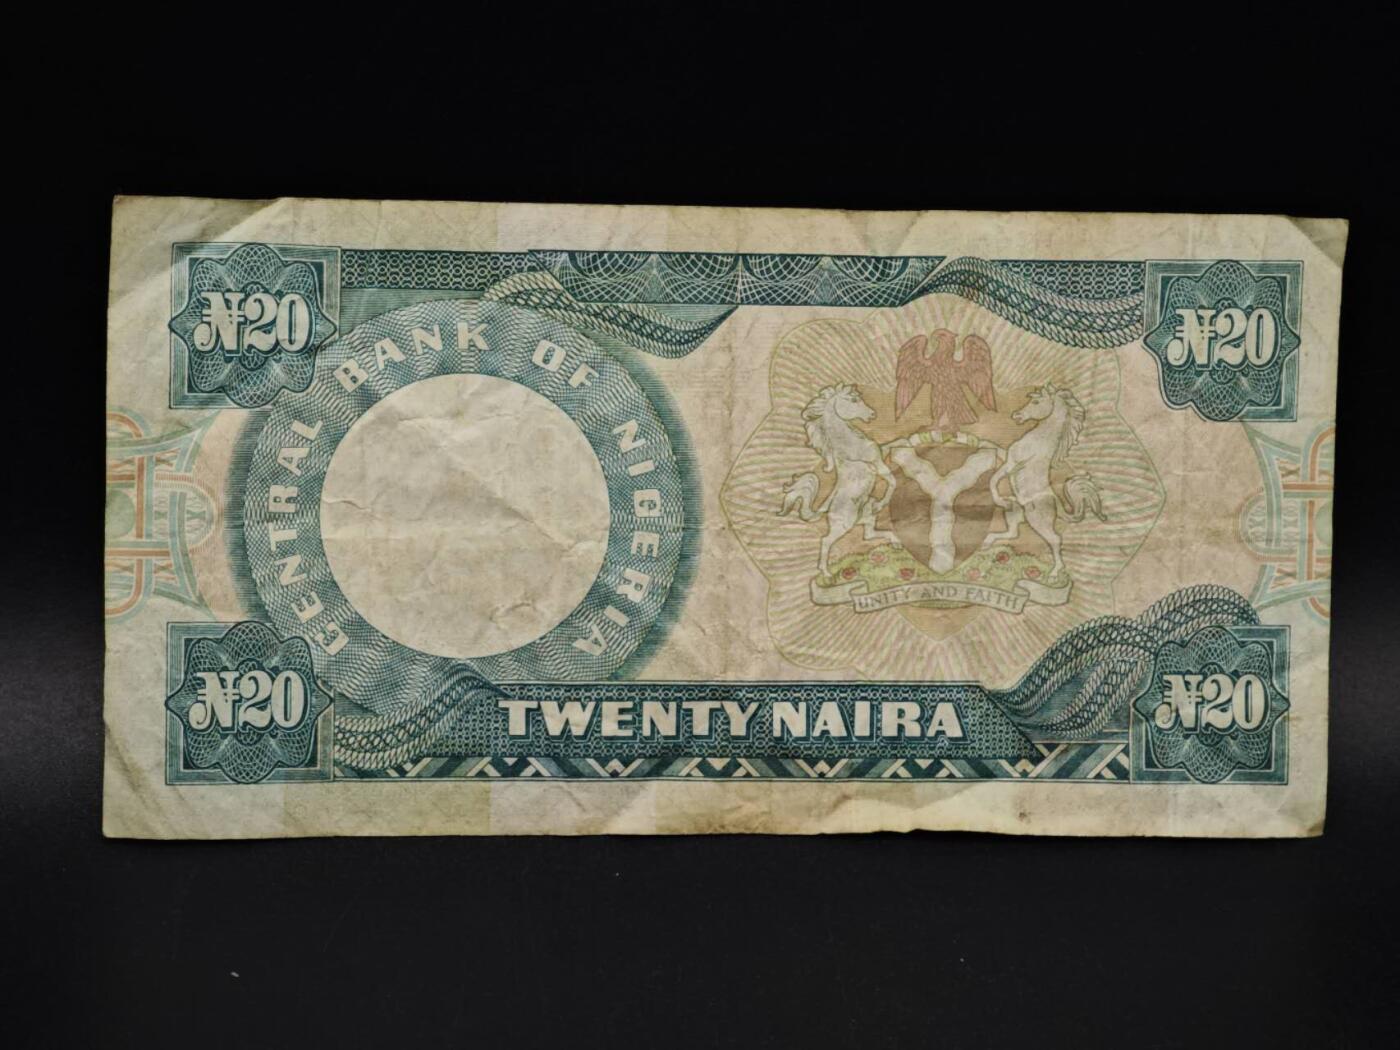 ₦20
₦20
CENTRAL BANK OF NIGERIA
UNITY AND FAITH
₦20
₦20
TWENTY NAIRA